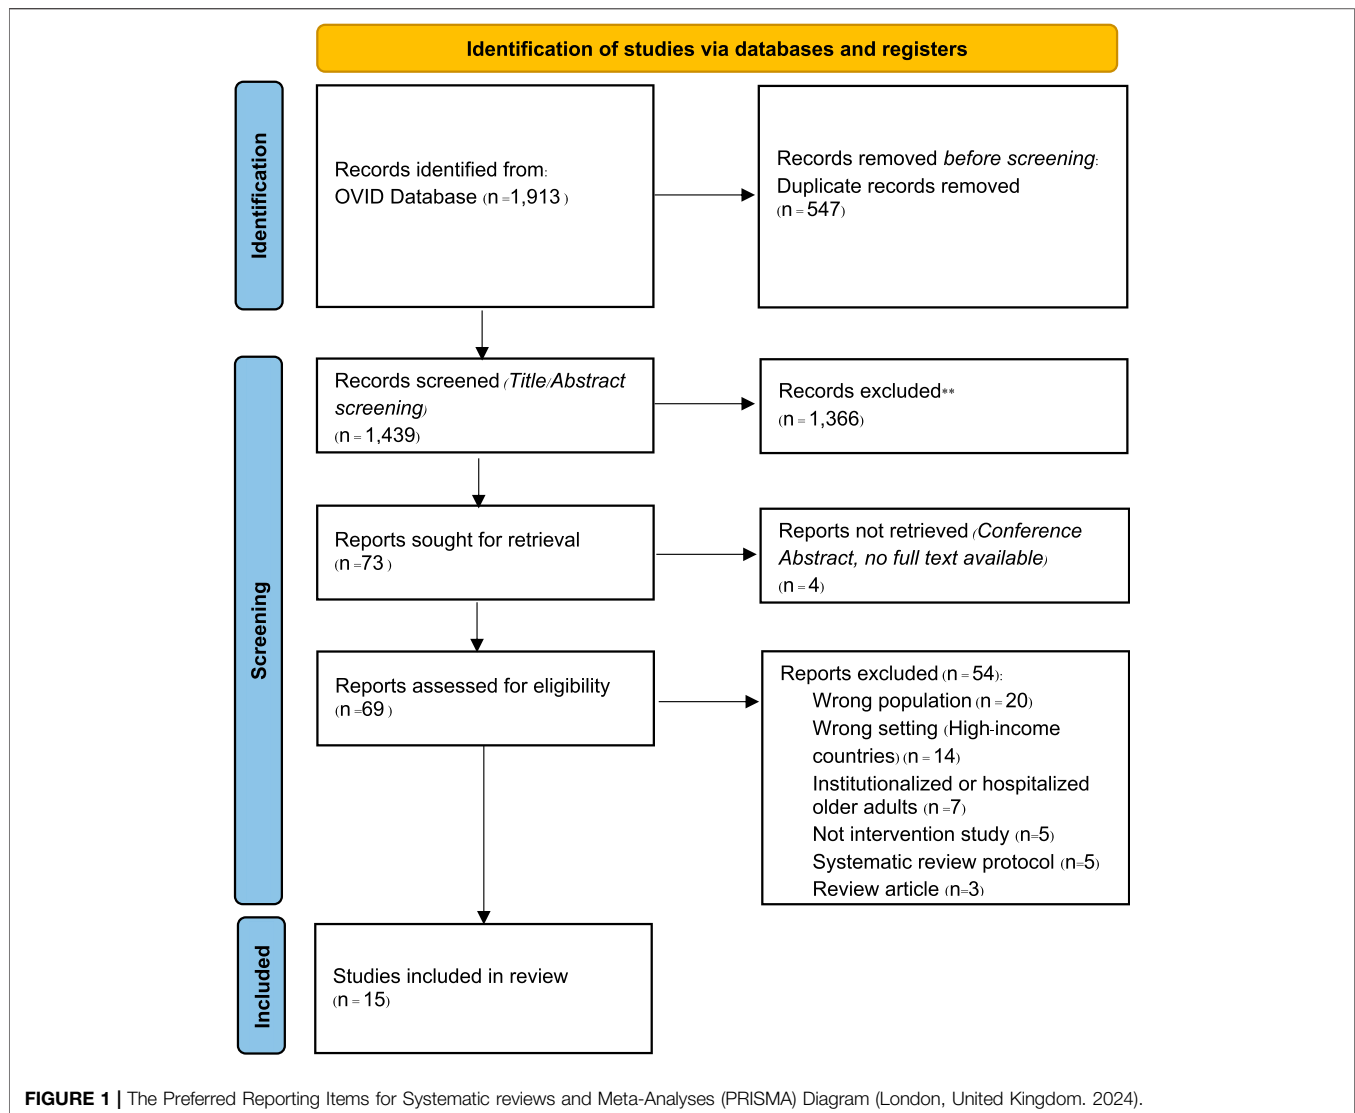 Identification of studies via databases and registers
Identification
Records identified from:
OVID Database (n =1,913 )
Records removed before screening:
Duplicate records removed
(n = 547)
Screening
Records screened (Title/Abstract
screening)
(n = 1,439)
Records excluded**
(n = 1,366)
Reports sought for retrieval
(n =73 )
Reports not retrieved (Conference
Abstract, no full text available)
(n = 4)
Reports assessed for eligibility
(n =69 )
Reports excluded (n = 54):
Wrong population (n = 20)
Wrong setting (High-income
countries) (n = 14)
Institutionalized or hospitalized
older adults (n =7)
Not intervention study (n=5)
Systematic review protocol (n=5)
Review article (n=3)
Included
Studies included in review
(n = 15)
FIGURE 1 | The Preferred Reporting Items for Systematic reviews and Meta-Analyses (PRISMA) Diagram (London, United Kingdom. 2024).